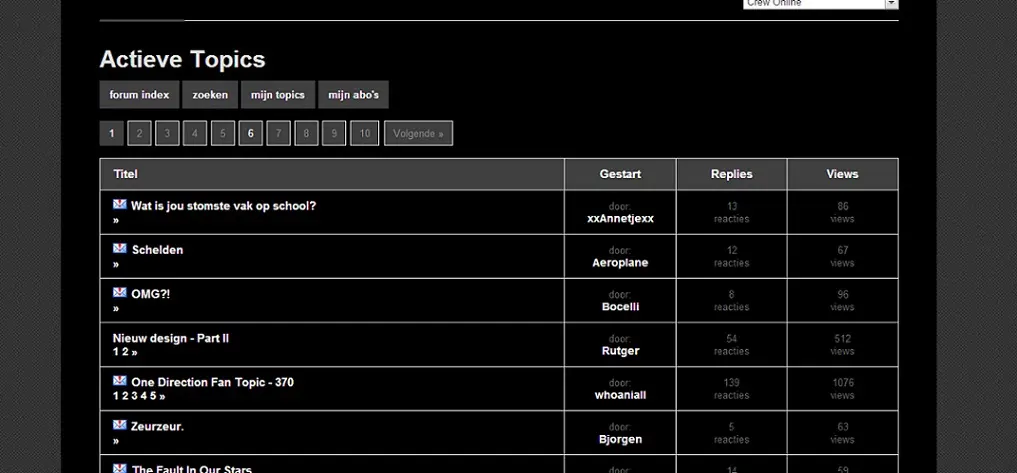 Crew Online
Actieve Topics
forum index zoeken mijn topics mijn abo's
1 2 3 4 5 6 7 8 9 10 Volgende »
Titel Gestart Replies Views
Wat is jou stomste vak op school? door: 13 86
» xxAnnetjexx reacties views
Schelden door: 12 67
» Aeroplane reacties views
OMG?! door: 8 96
» Bocelli reacties views
Nieuw design - Part II door: 54 512
1 2 » Rutger reacties views
One Direction Fan Topic - 370 door: 139 1076
1 2 3 4 5 » whoaniall reacties views
Zeurzeur. door: 5 63
» Bjorgen reacties views
The Fault In Our Stars door: 14 59